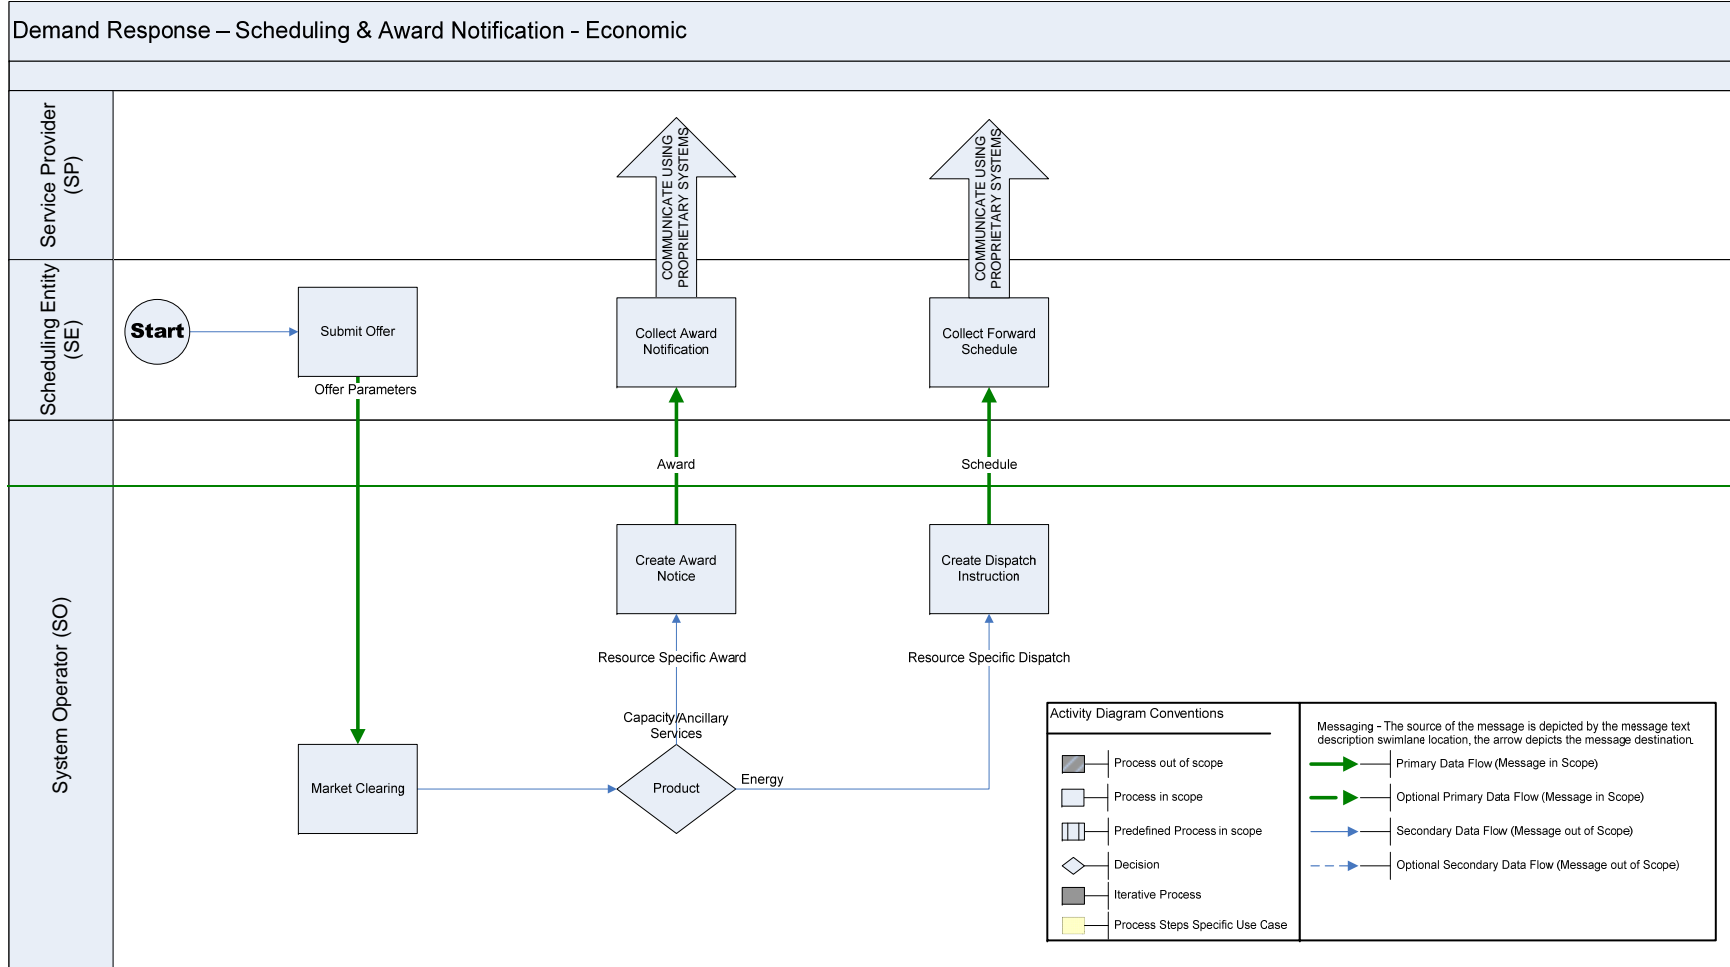 Demand Response – Scheduling & Award Notification - Economic
Service Provider
(SP)
COMMUNICATE USING
PROPRIETARY SYSTEMS
COMMUNICATE USING
PROPRIETARY SYSTEMS
Scheduling Entity
(SE)
Start
Submit Offer
Collect Award
Notification
Collect Forward
Schedule
Offer Parameters
Award
Schedule
System Operator (SO)
Create Award
Notice
Create Dispatch
Instruction
Resource Specific Award
Resource Specific Dispatch
Capacity/Ancillary
Services
Market Clearing
Product
Energy
Activity Diagram Conventions
Process out of scope
Process in scope
Predefined Process in scope
Decision
Iterative Process
Process Steps Specific Use Case
Messaging - The source of the message is depicted by the message text
description swimlane location, the arrow depicts the message destination.
Primary Data Flow (Message in Scope)
Optional Primary Data Flow (Message in Scope)
Secondary Data Flow (Message out of Scope)
Optional Secondary Data Flow (Message out of Scope)